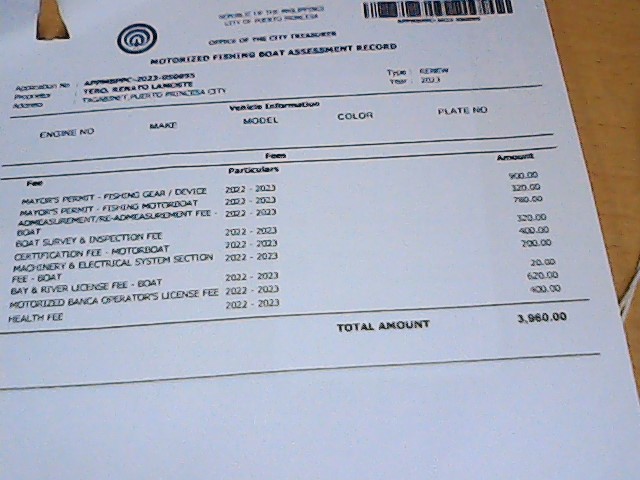 REPUBLIC OF THE PHILIPPINES
CITY OF PUERTO PRINCESA
OFFICE OF THE CITY TREASURER
MOTORIZED FISHING BOAT ASSESSMENT RECORD
Application No :
Proprietor : YERO, RENATO LAMOSTE
Address : TAGABINET, PUERTO PRINCESA CITY
Type : RENEW
Year : 2023
Vehicle Information
ENGINE NO MAKE MODEL COLOR PLATE NO
Fees
Fee Particulars Amount
MAYOR'S PERMIT - FISHING GEAR / DEVICE 2022 - 2023 900.00
MAYOR'S PERMIT - FISHING MOTORBOAT 2022 - 2023 320.00
ADMEASUREMENT/RE-ADMEASUREMENT FEE - 2022 - 2023 780.00
BOAT
BOAT SURVEY & INSPECTION FEE 2022 - 2023 320.00
CERTIFICATION FEE - MOTORBOAT 2022 - 2023 400.00
MACHINERY & ELECTRICAL SYSTEM SECTION 2022 - 2023 200.00
FEE - BOAT
BAY & RIVER LICENSE FEE - BOAT 2022 - 2023 20.00
MOTORIZED BANCA OPERATOR'S LICENSE FEE 2022 - 2023 620.00
HEALTH FEE 2022 - 2023 400.00
TOTAL AMOUNT 3,960.00